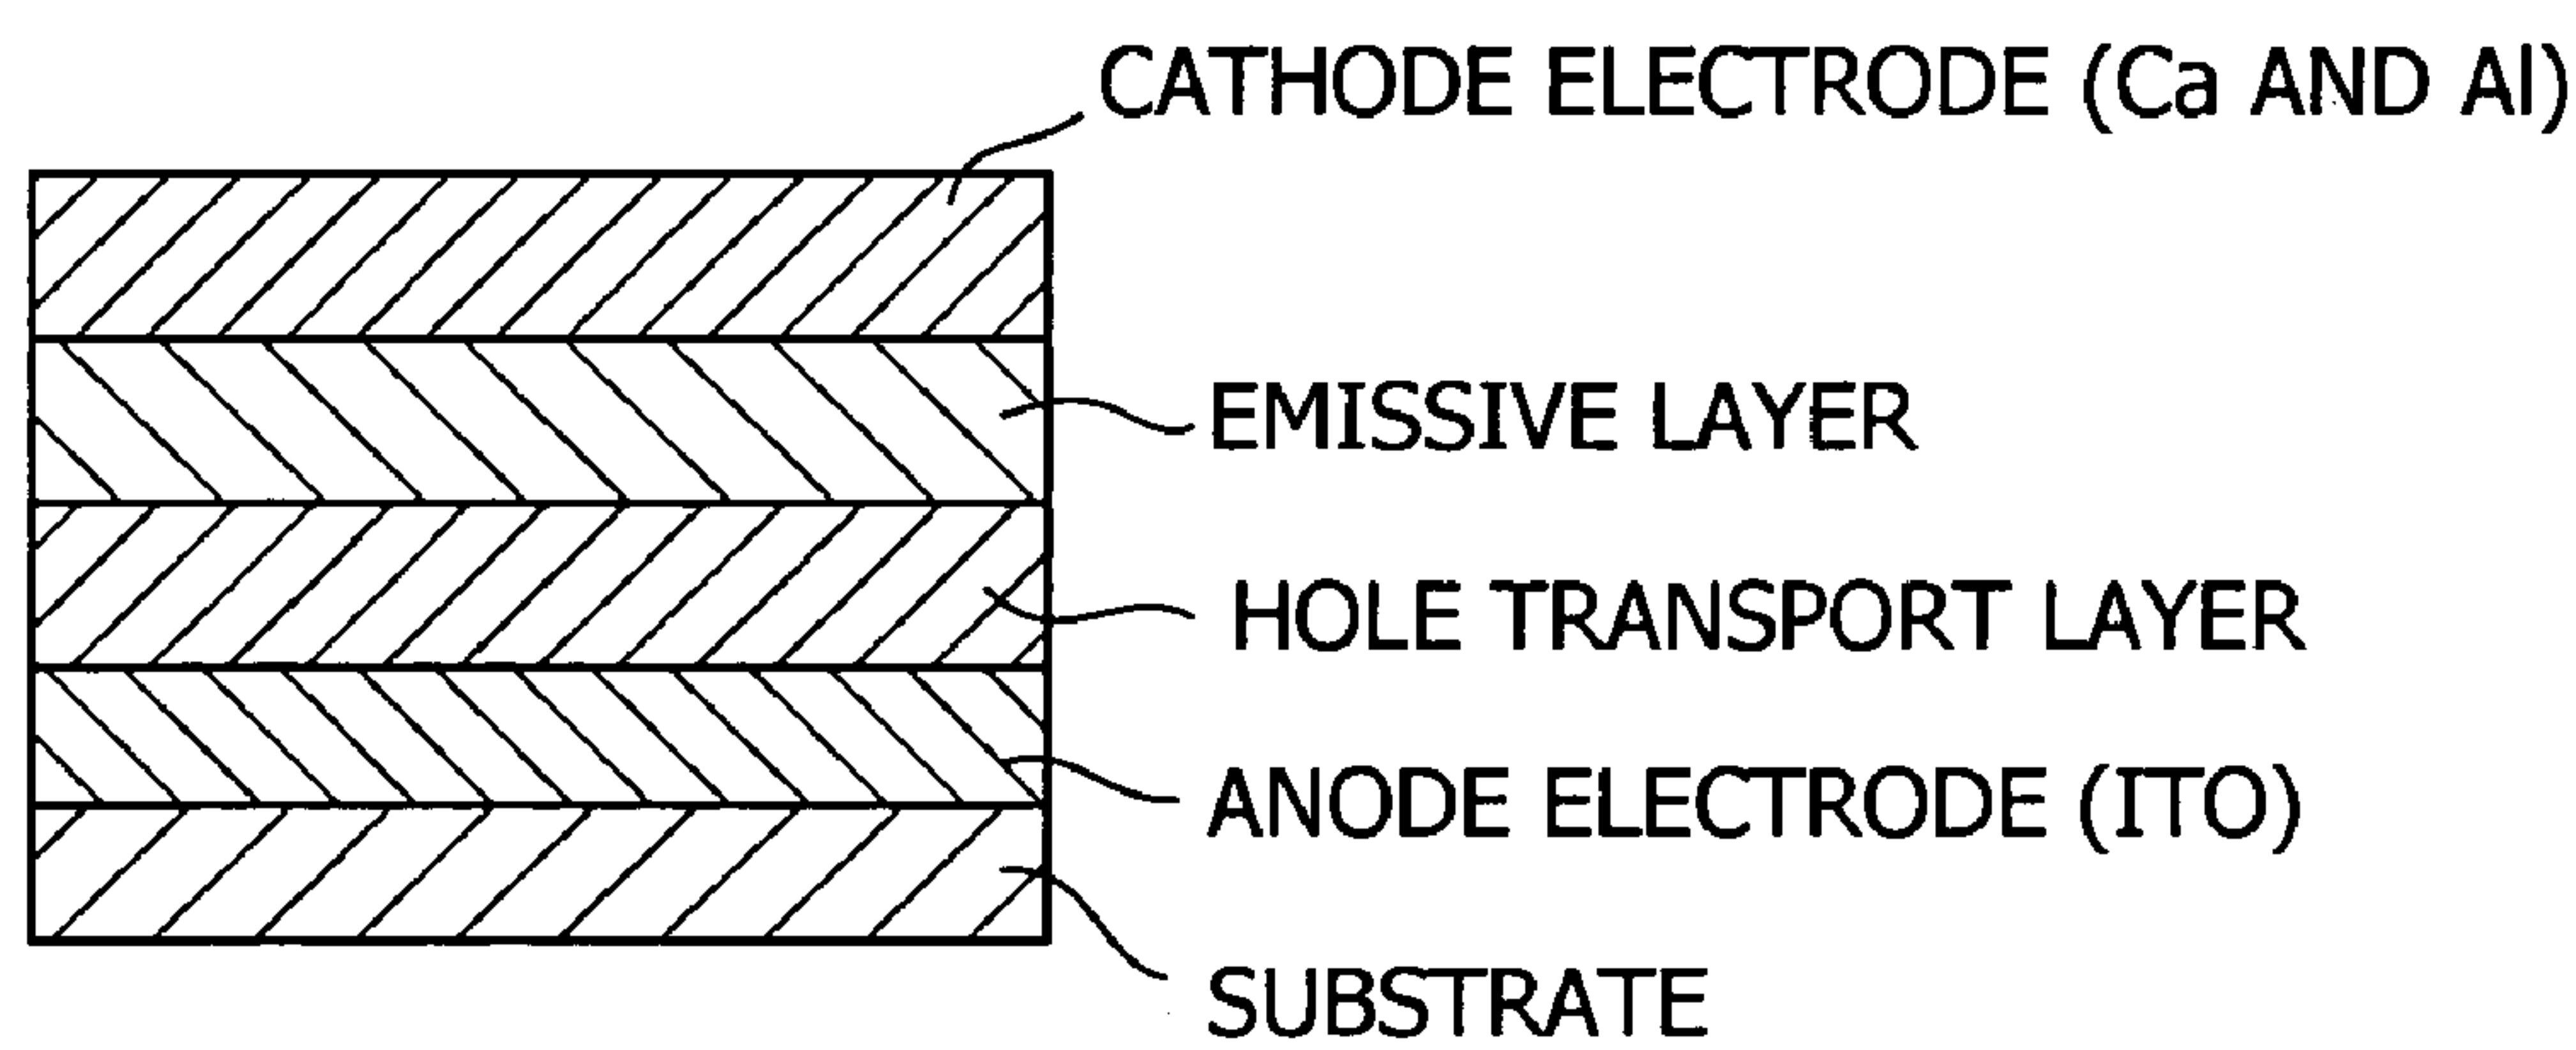 CATHODE ELECTRODE (Ca AND Al)
EMISSIVE LAYER
HOLE TRANSPORT LAYER
ANODE ELECTRODE (ITO)
SUBSTRATE